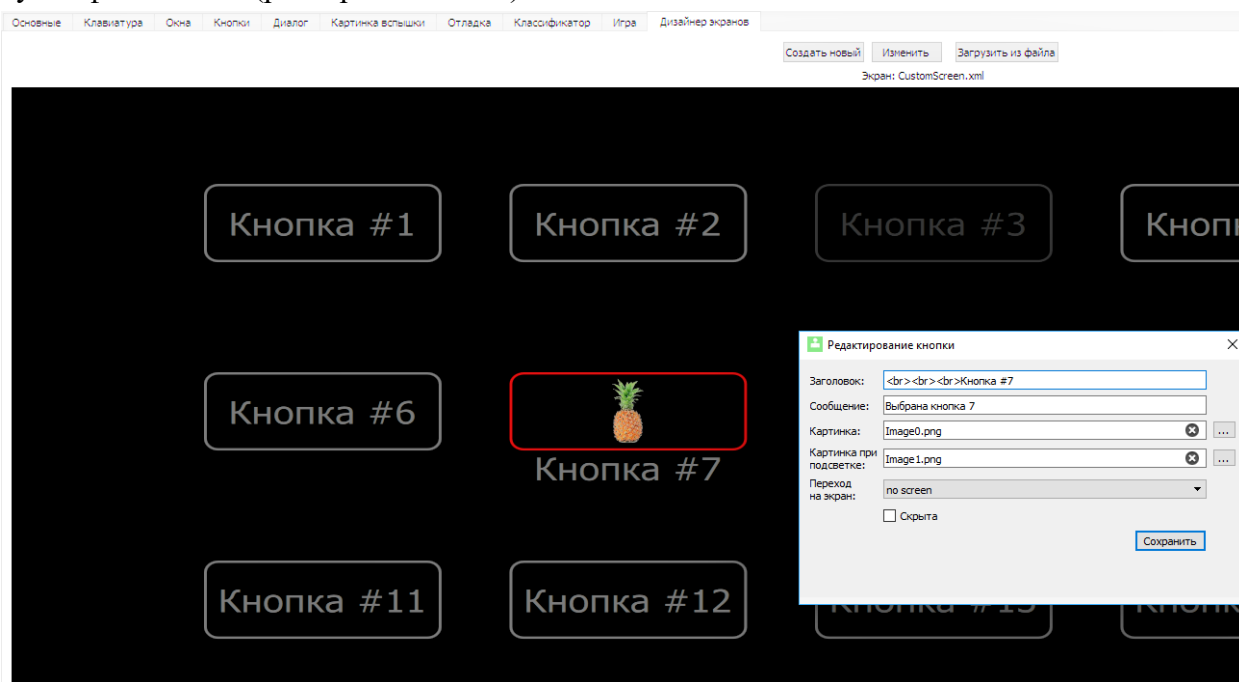 Основные Клавиатура Окна Кнопки Диалог Картинка вспышки Отладка Классификатор Игра Дизайнер экранов
Создать новый Изменить Загрузить из файла
Экран: CustomScreen.xml
Кнопка #1 Кнопка #2 Кнопка #3
Редактирование кнопки
Заголовок: <br><br><br>Кнопка #7
Сообщение: Выбрана кнопка 7
Картинка: Image0.png ...
Картинка при
подсветке: Image1.png ...
Переход
на экран: no screen
Скрыта
Сохранить
Кнопка #6
Кнопка #7
Кнопка #11 Кнопка #12